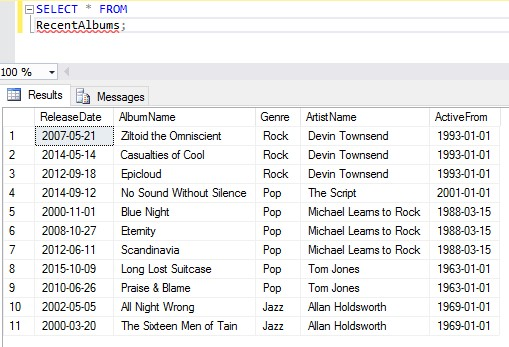 SELECT * FROM
RecentAlbums;
100 %
Results Messages
ReleaseDate AlbumName Genre ArtistName ActiveFrom
1 2007-05-21 Ziltoid the Omniscient Rock Devin Townsend 1993-01-01
2 2014-05-14 Casualties of Cool Rock Devin Townsend 1993-01-01
3 2012-09-18 Epicloud Rock Devin Townsend 1993-01-01
4 2014-09-12 No Sound Without Silence Pop The Script 2001-01-01
5 2000-11-01 Blue Night Pop Michael Learns to Rock 1988-03-15
6 2008-10-27 Eternity Pop Michael Learns to Rock 1988-03-15
7 2012-06-11 Scandinavia Pop Michael Learns to Rock 1988-03-15
8 2015-10-09 Long Lost Suitcase Pop Tom Jones 1963-01-01
9 2010-06-26 Praise & Blame Pop Tom Jones 1963-01-01
10 2002-05-05 All Night Wrong Jazz Allan Holdsworth 1969-01-01
11 2000-03-20 The Sixteen Men of Tain Jazz Allan Holdsworth 1969-01-01